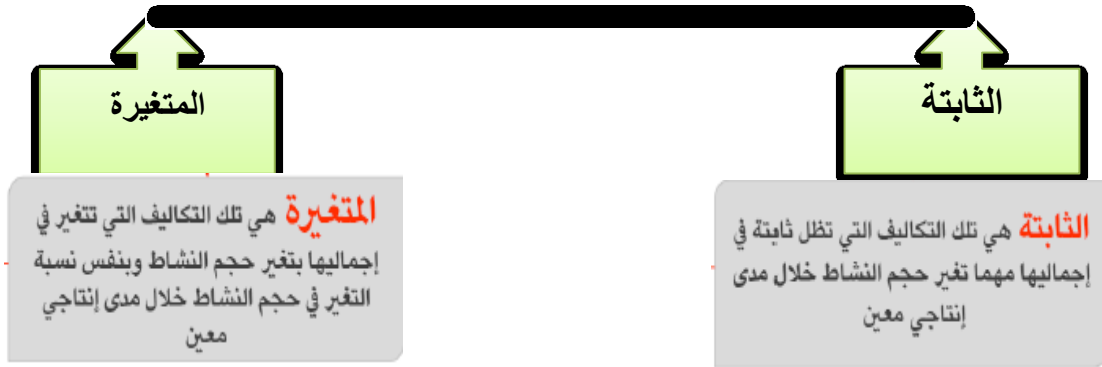 الثابتة
الثابتة هي تلك التكاليف التي تظل ثابتة في
إجماليها مهما تغير حجم النشاط خلال مدى
إنتاجي معين
المتغيرة
المتغيرة هي تلك التكاليف التي تتغير في
إجماليها بتغير حجم النشاط وبنفس نسبة
التغير في حجم النشاط خلال مدى إنتاجي
معين